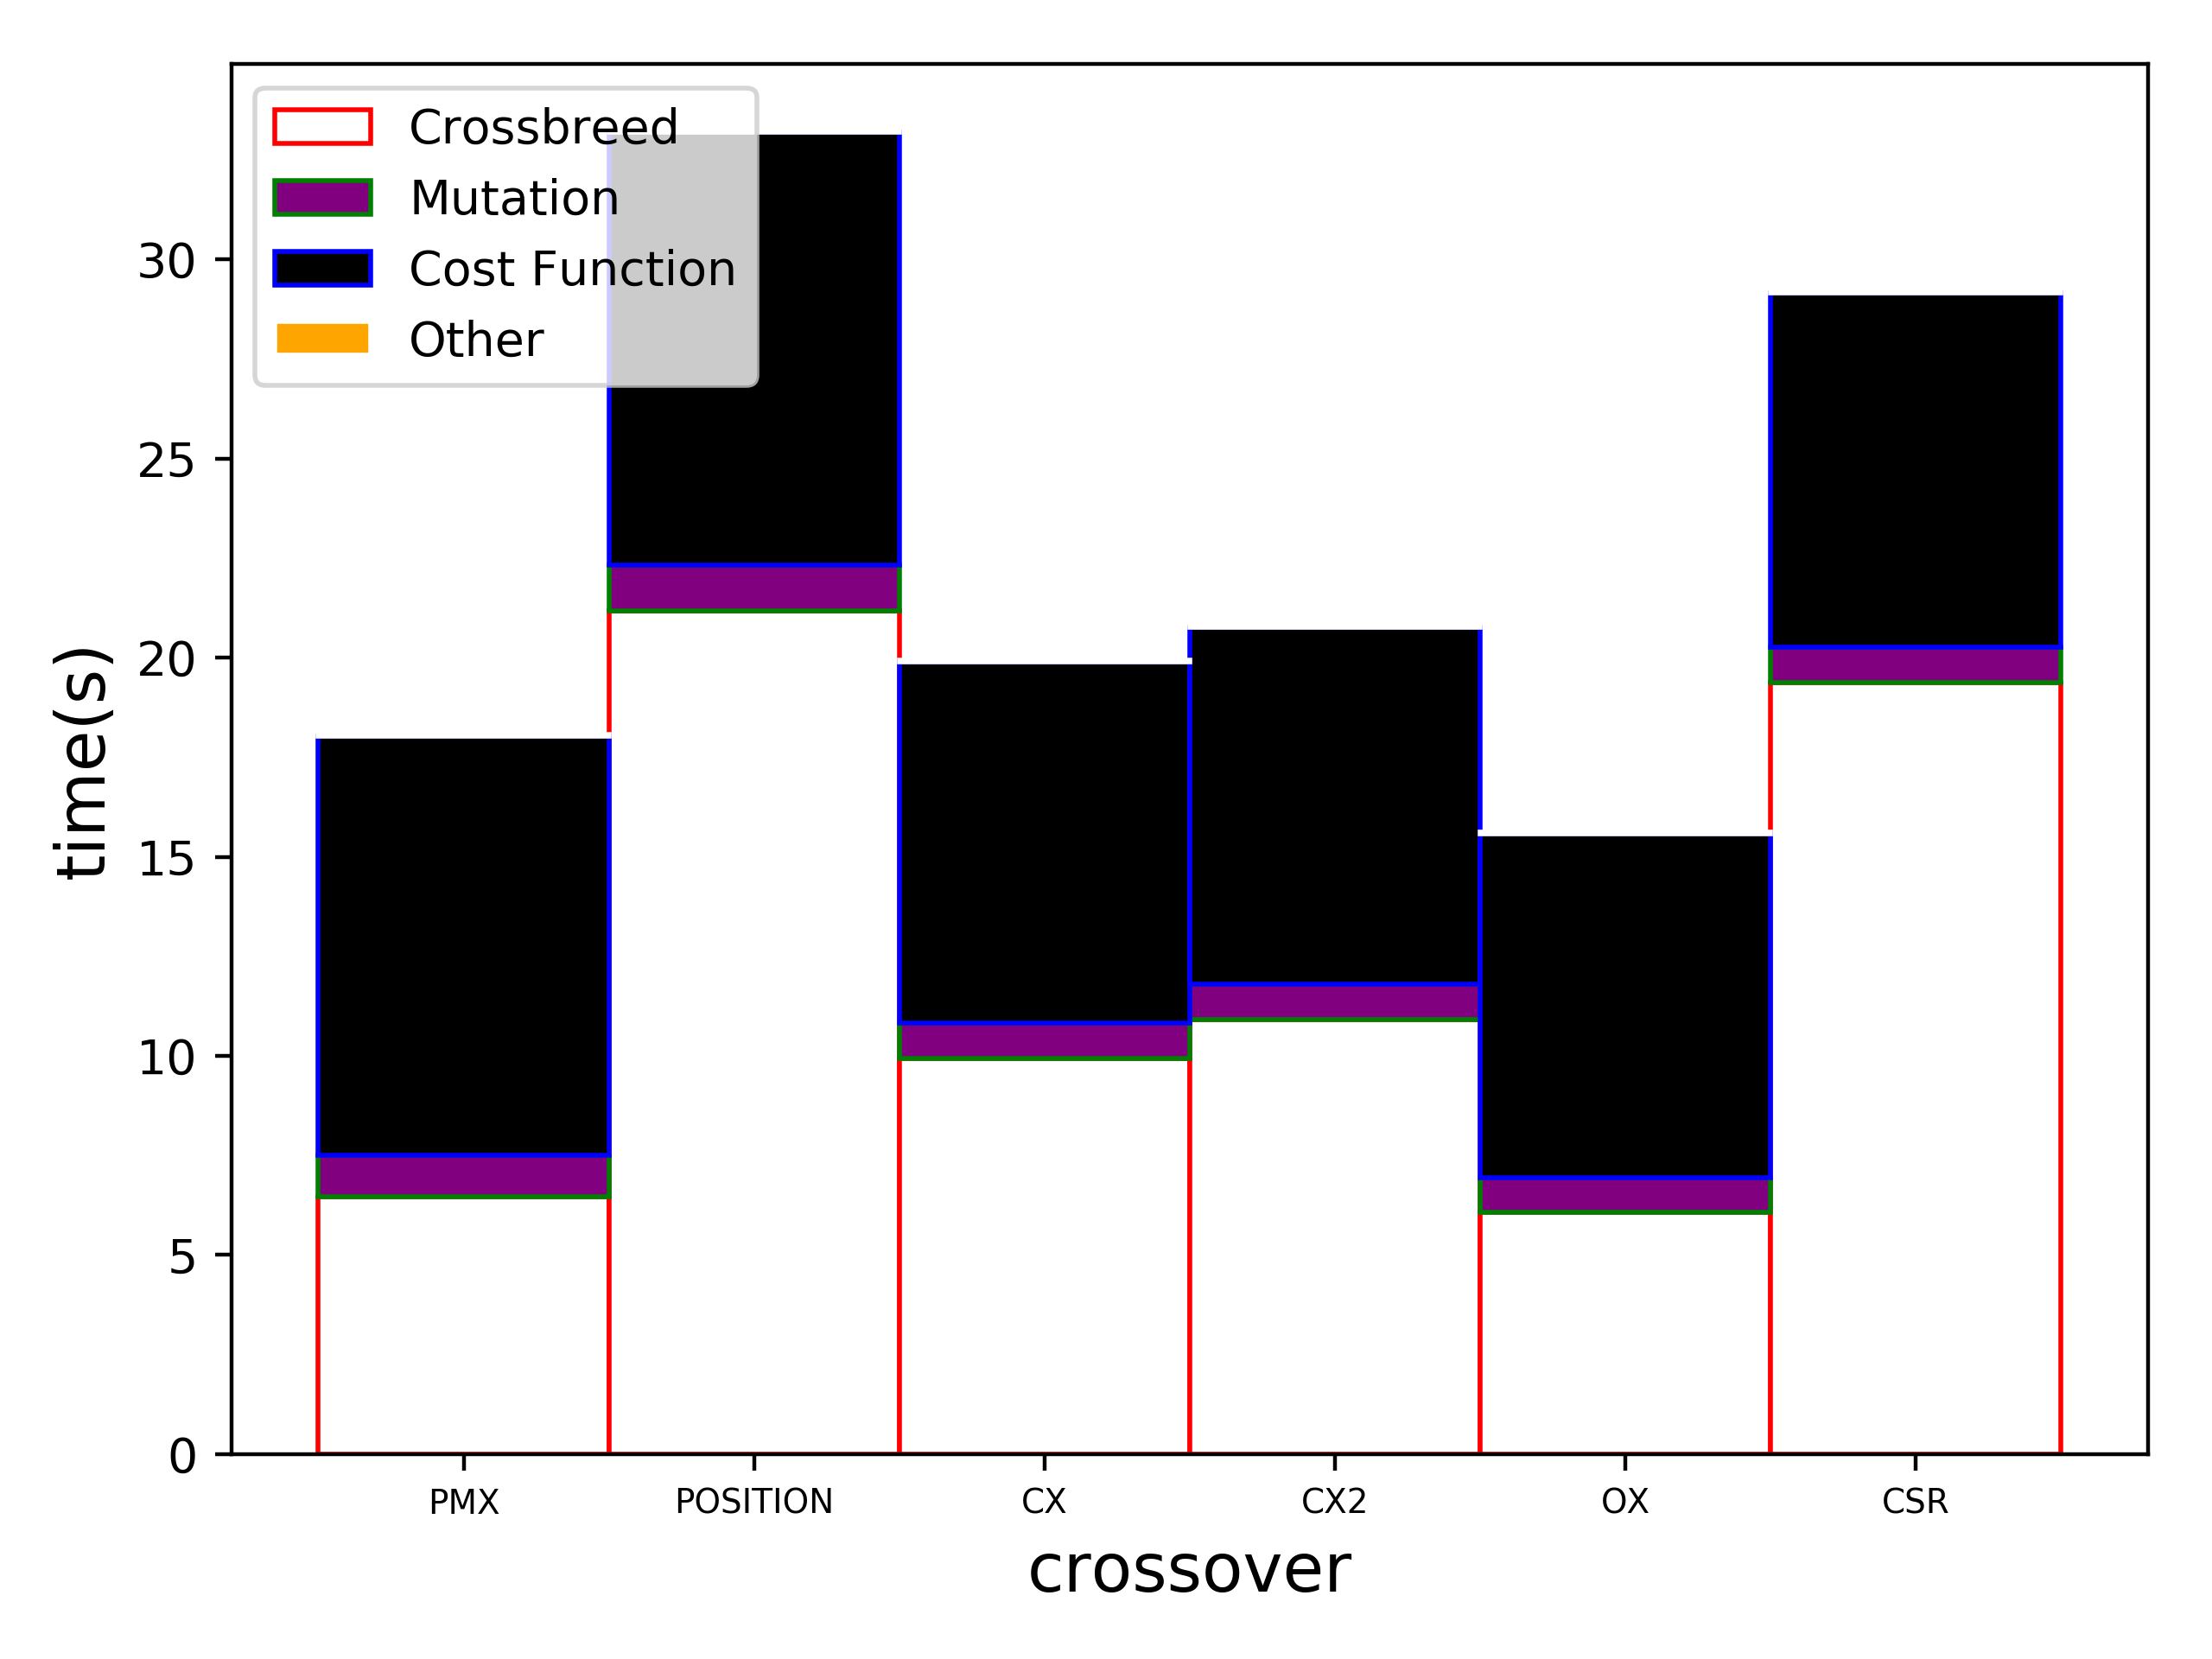 Crossbreed
Mutation
Cost Function
Other
30
25
20
15
10
5
0
time(s)
PMX POSITION CX CX2 OX CSR
crossover